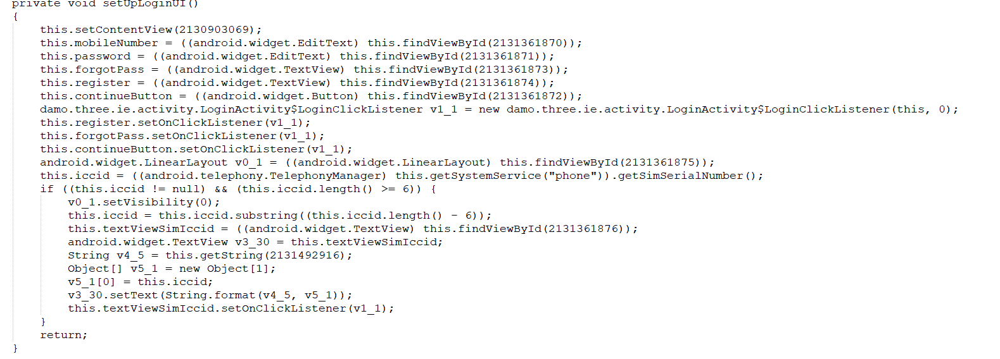 private void setUpLoginUI()
{
this.setContentView(2130903069);
this.mobileNumber = ((android.widget.EditText) this.findViewById(2131361870));
this.password = ((android.widget.EditText) this.findViewById(2131361871));
this.forgotPass = ((android.widget.TextView) this.findViewById(2131361873));
this.register = ((android.widget.TextView) this.findViewById(2131361874));
this.continueButton = ((android.widget.Button) this.findViewById(2131361872));
damo.three.ie.activity.LoginActivity$LoginClickListener v1_1 = new damo.three.ie.activity.LoginActivity$LoginClickListener(this, 0);
this.register.setOnClickListener(v1_1);
this.forgotPass.setOnClickListener(v1_1);
this.continueButton.setOnClickListener(v1_1);
android.widget.LinearLayout v0_1 = ((android.widget.LinearLayout) this.findViewById(2131361875));
this.iccid = ((android.telephony.TelephonyManager) this.getSystemService("phone")).getSimSerialNumber();
if ((this.iccid != null) && (this.iccid.length() >= 6)) {
v0_1.setVisibility(0);
this.iccid = this.iccid.substring((this.iccid.length() - 6));
this.textViewSimIccid = ((android.widget.TextView) this.findViewById(2131361876));
android.widget.TextView v3_30 = this.textViewSimIccid;
String v4_5 = this.getString(2131492916);
Object[] v5_1 = new Object[1];
v5_1[0] = this.iccid;
v3_30.setText(String.format(v4_5, v5_1));
this.textViewSimIccid.setOnClickListener(v1_1);
}
return;
}